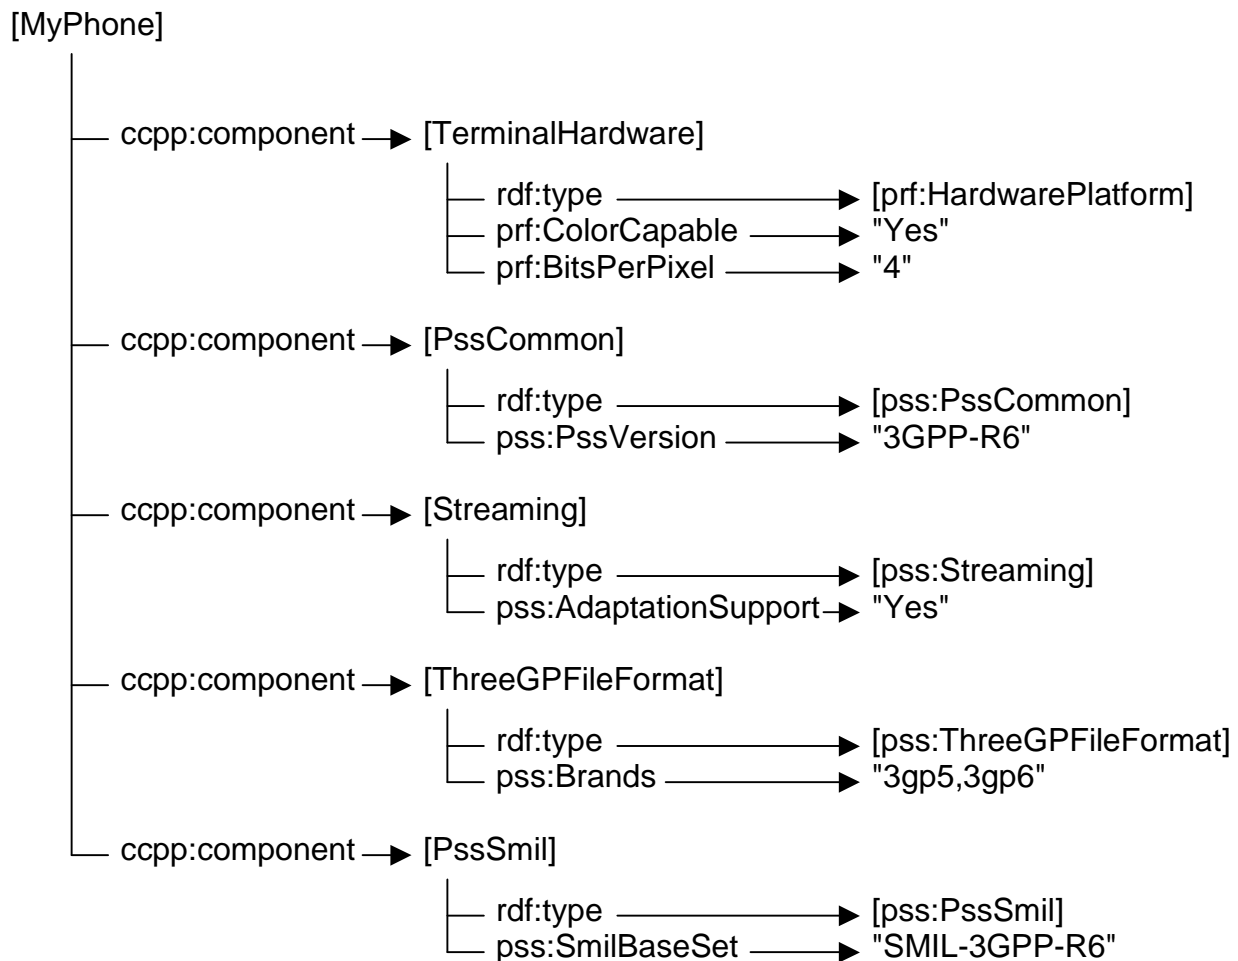 [MyPhone]
ccpp:component [TerminalHardware]
rdf:type [prf:HardwarePlatform]
prf:ColorCapable "Yes"
prf:BitsPerPixel "4"
ccpp:component [PssCommon]
rdf:type [pss:PssCommon]
pss:PssVersion "3GPP-R6"
ccpp:component [Streaming]
rdf:type [pss:Streaming]
pss:AdaptationSupport "Yes"
ccpp:component [ThreeGPFileFormat]
rdf:type [pss:ThreeGPFileFormat]
pss:Brands "3gp5,3gp6"
ccpp:component [PssSmil]
rdf:type [pss:PssSmil]
pss:SmilBaseSet "SMIL-3GPP-R6"